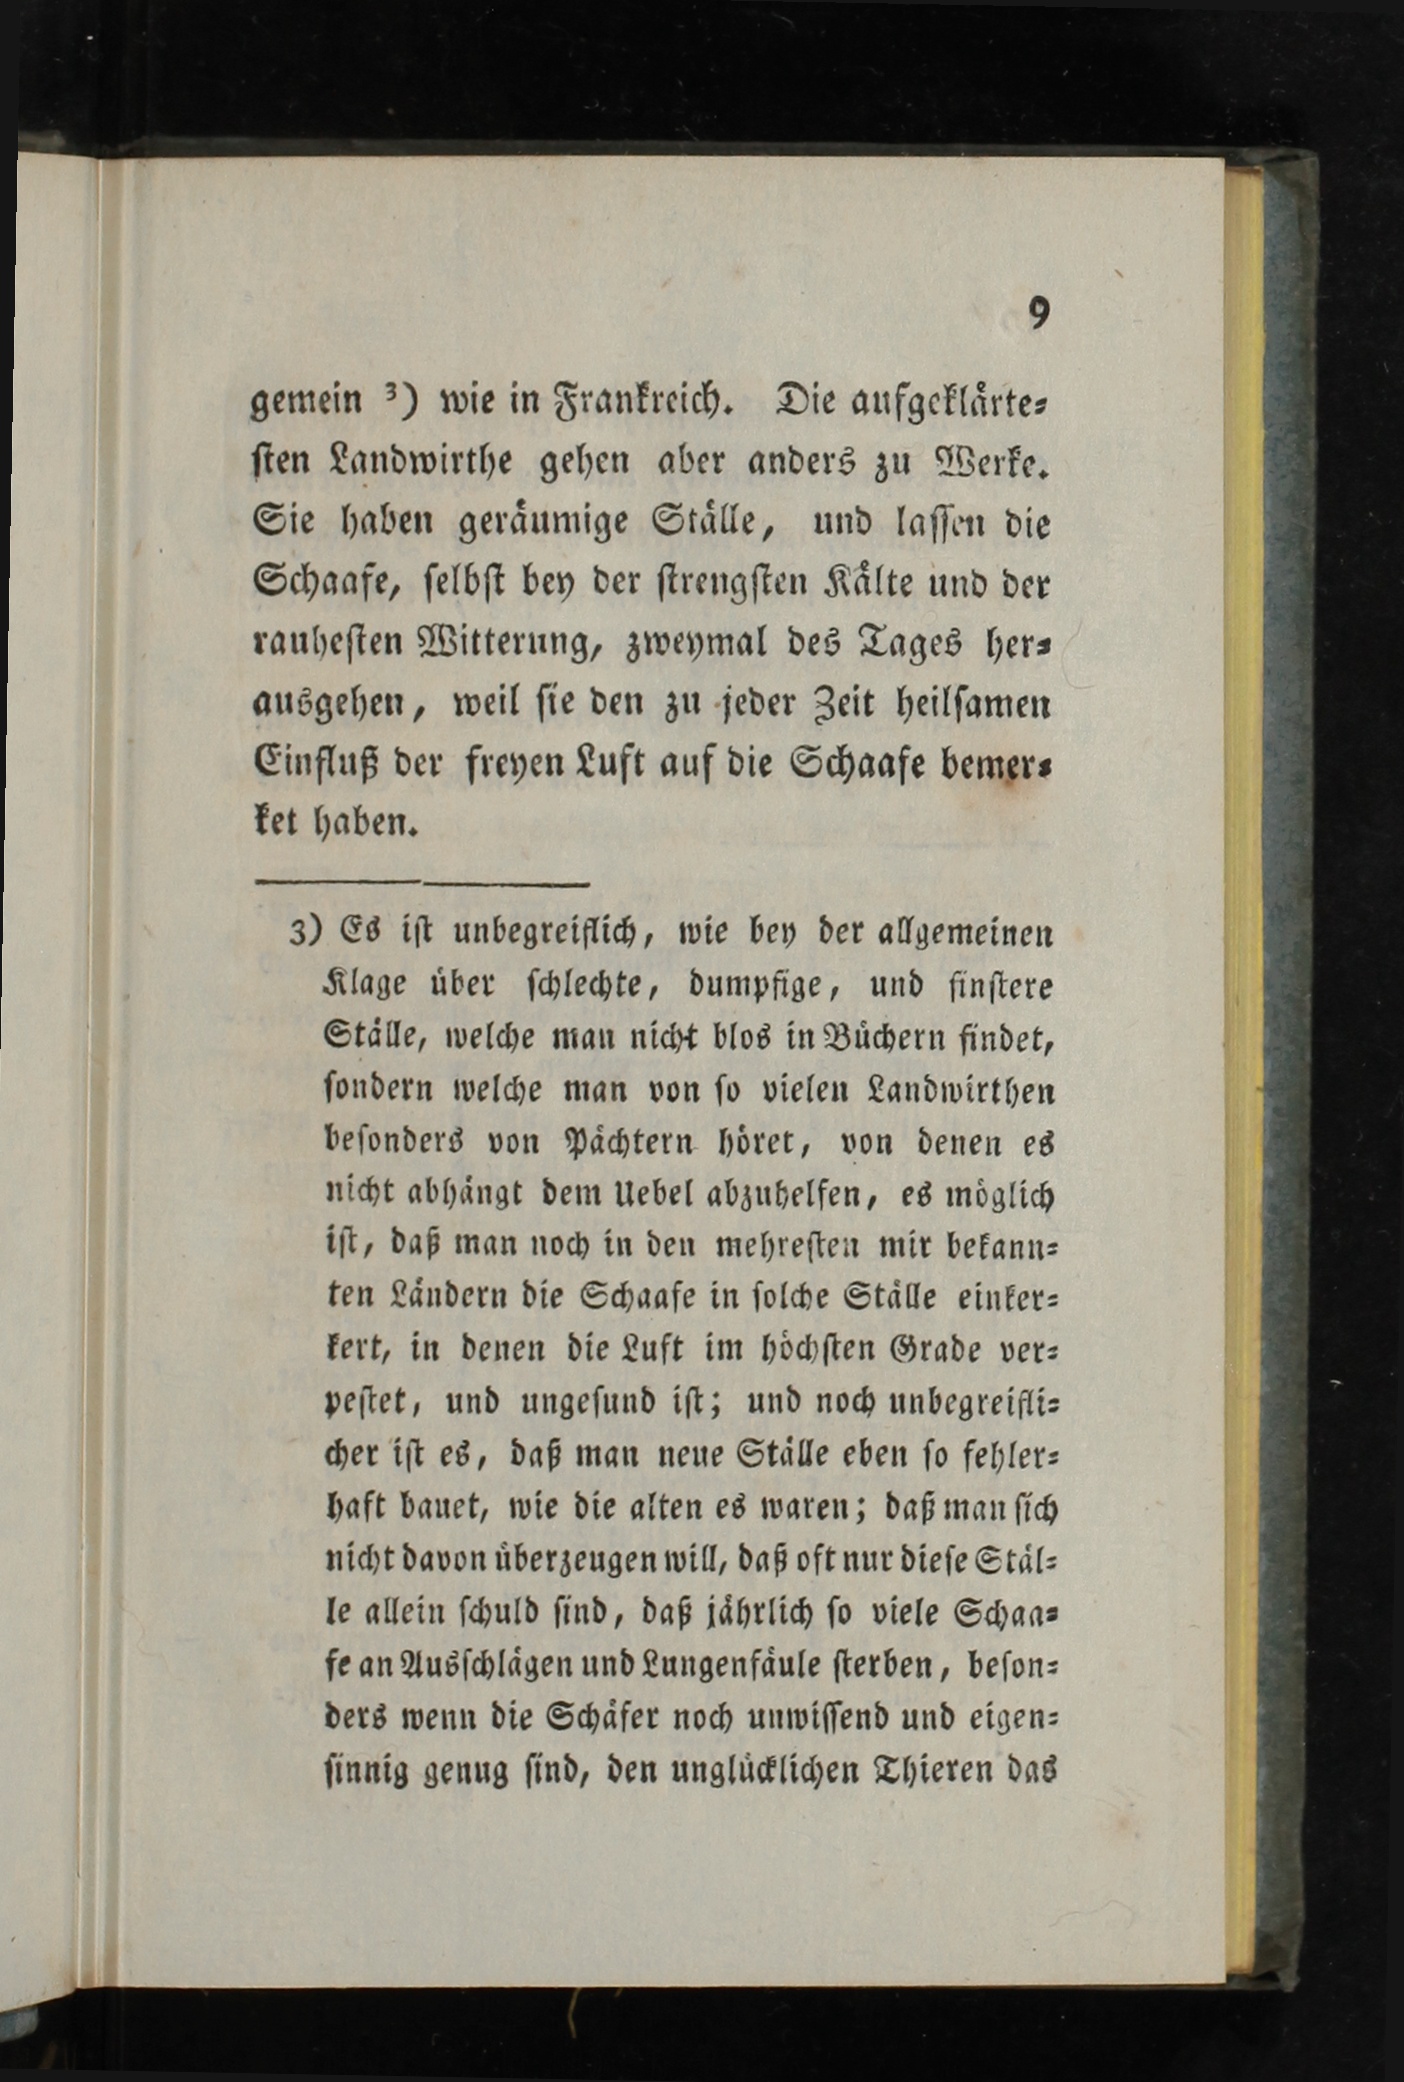 9
gemein ³) wie in Frankreich. Die aufgeklärte-
sten Landwirthe gehen aber anders zu Werke.
Sie haben geräumige Ställe, und lassen die
Schaafe, selbst bey der strengsten Kälte und der
rauhesten Witterung, zweymal des Tages her-
ausgehen, weil sie den zu jeder Zeit heilsamen
Einfluß der freyen Luft auf die Schaafe bemer-
ket haben.
3) Es ist unbegreiflich, wie bey der allgemeinen
Klage über schlechte, dumpfige, und finstere
Ställe, welche man nicht blos in Büchern findet,
sondern welche man von so vielen Landwirthen
besonders von Pächtern höret, von denen es
nicht abhängt dem Uebel abzuhelfen, es möglich
ist, daß man noch in den mehresten mir bekann-
ten Ländern die Schaafe in solche Ställe einker-
kert, in denen die Luft im höchsten Grade ver-
pestet, und ungesund ist; und noch unbegreifli-
cher ist es, daß man neue Ställe eben so fehler-
haft bauet, wie die alten es waren; daß man sich
nicht davon überzeugen will, daß oft nur diese Stäl-
le allein schuld sind, daß jährlich so viele Schaa-
fe an Ausschlägen und Lungenfäule sterben, beson-
ders wenn die Schäfer noch unwissend und eigen-
sinnig genug sind, den unglücklichen Thieren das